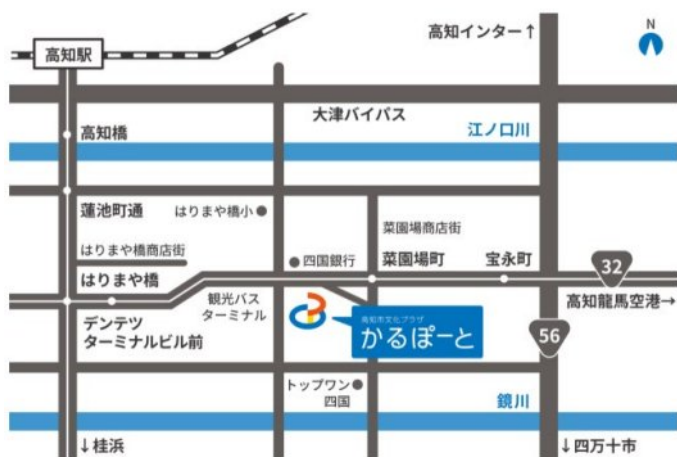 高知インター↑
N
高知駅
大津バイパス
高知橋
江ノ口川
蓮池町通
はりまや橋小
菜園場商店街
はりまや橋商店街
四国銀行
菜園場町
宝永町
32
はりまや橋
観光バス
ターミナル
高知龍馬空港→
デンテツ
ターミナルビル前
高知市文化プラザ
かるぽーと
56
トップワン
四国
鏡川
↓桂浜
↓四万十市